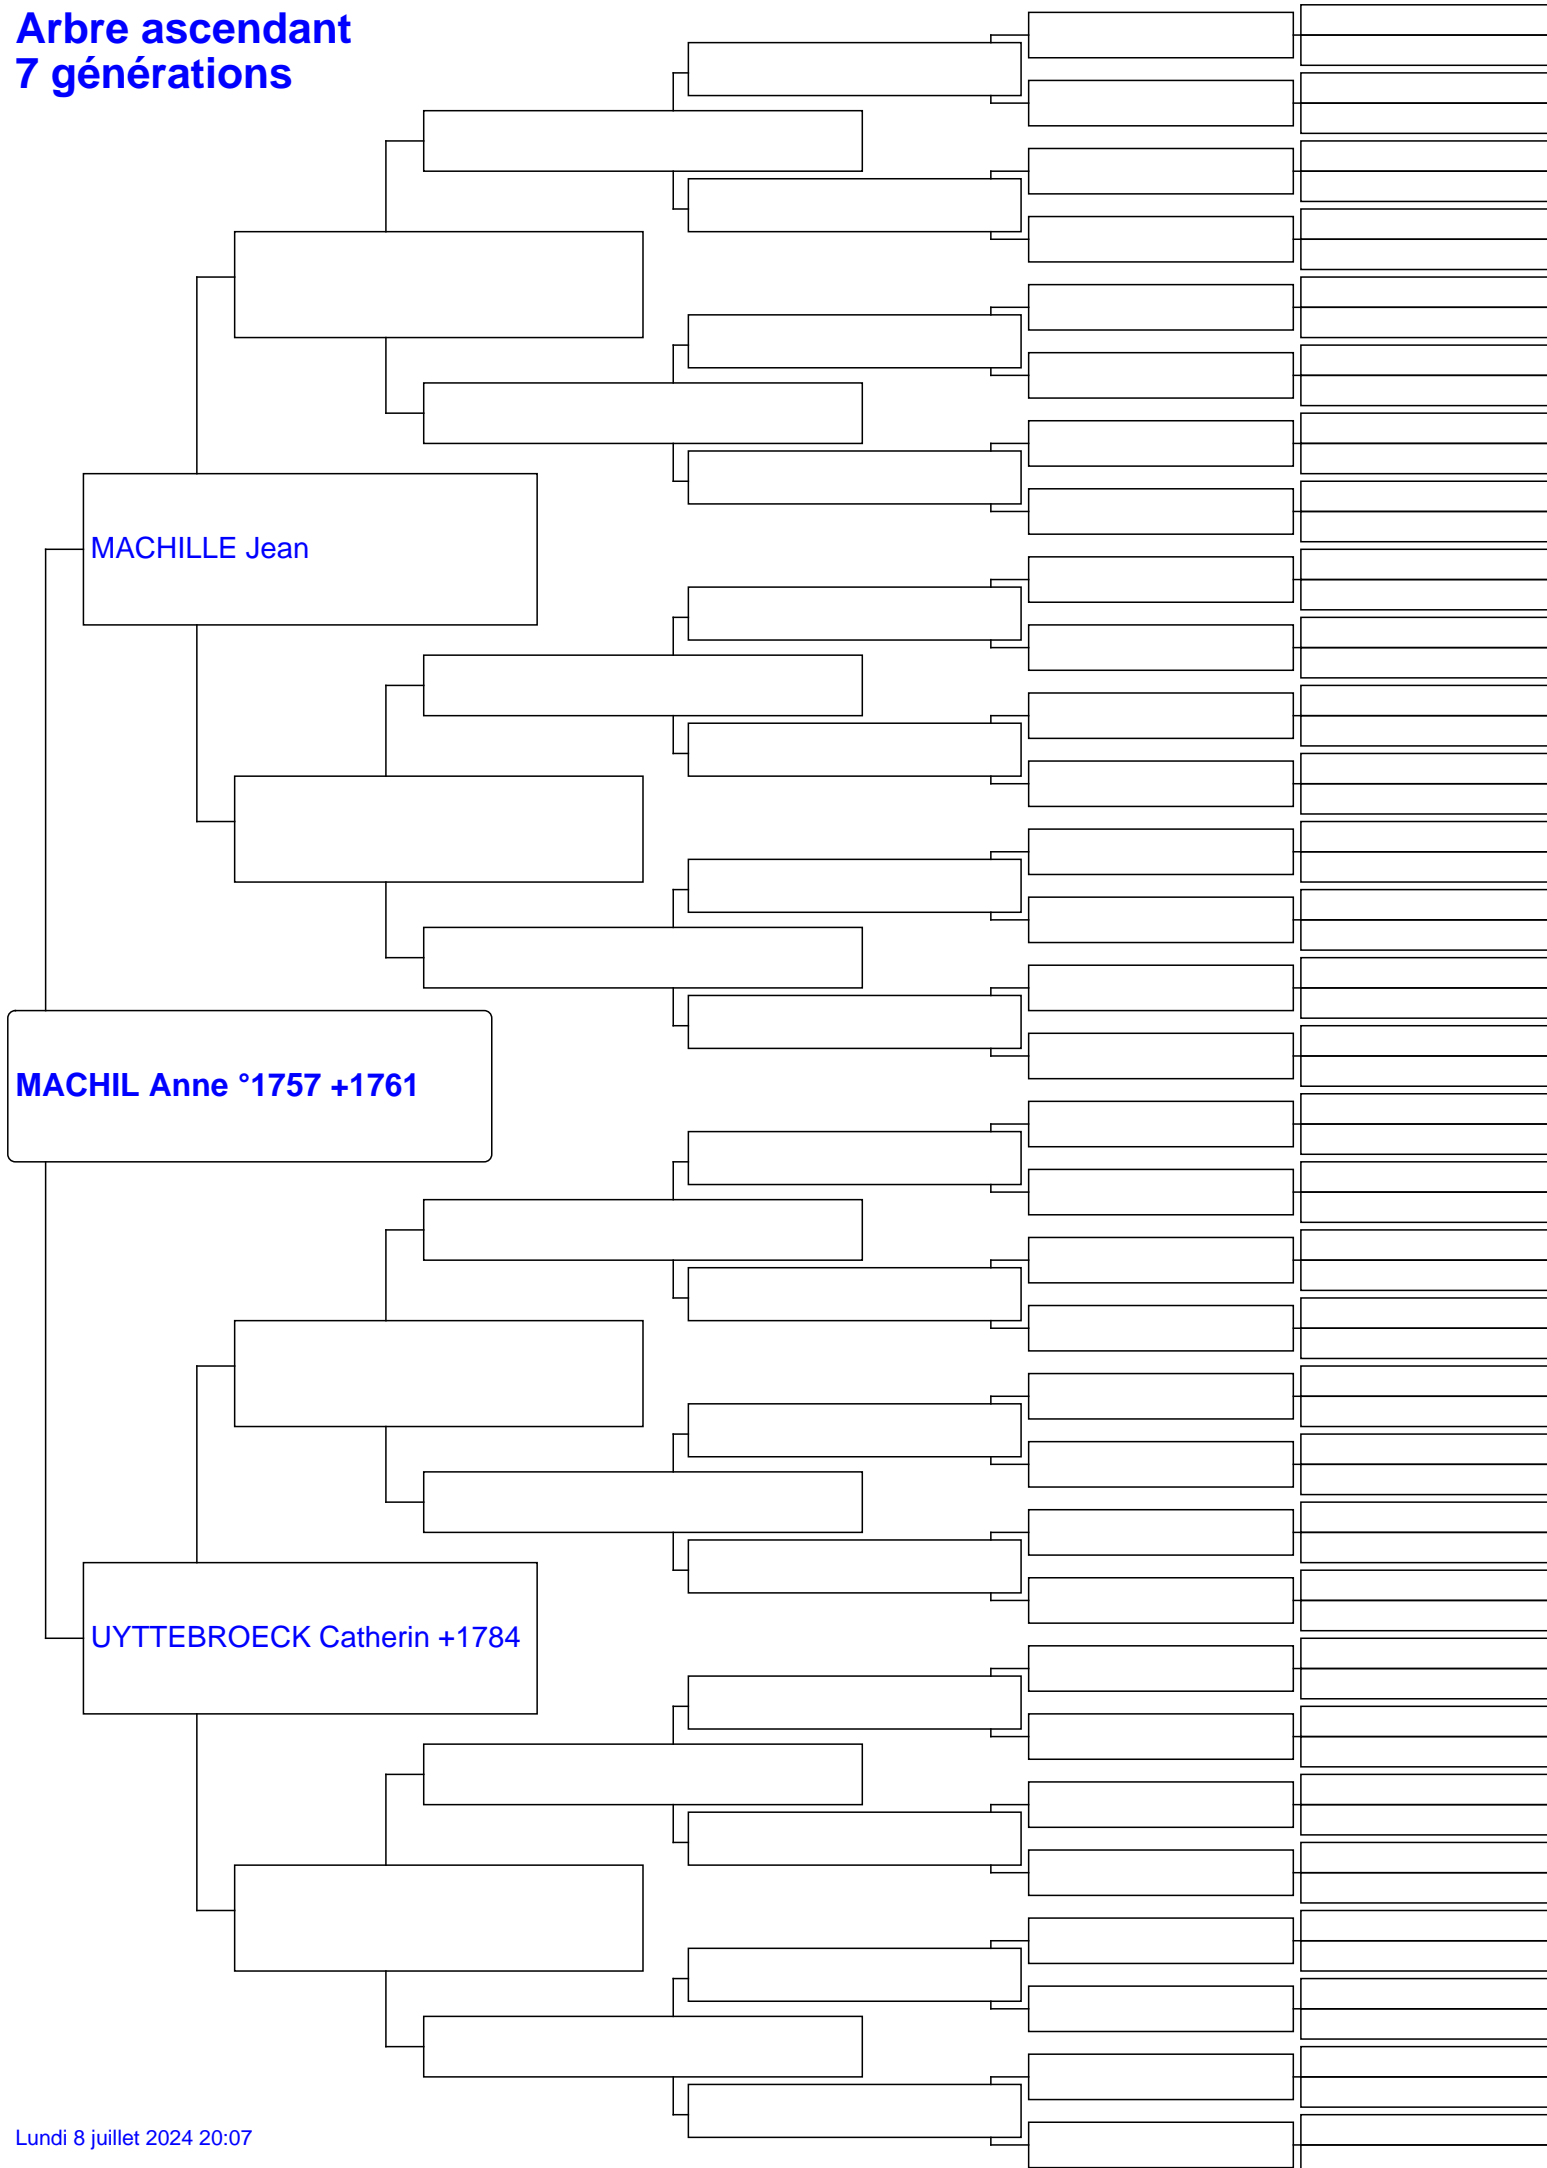 Arbre ascendant
7 générations
MACHILLE Jean
MACHIL Anne °1757 +1761
UYTTEBROECK Catherin +1784
Lundi 8 juillet 2024 20:07